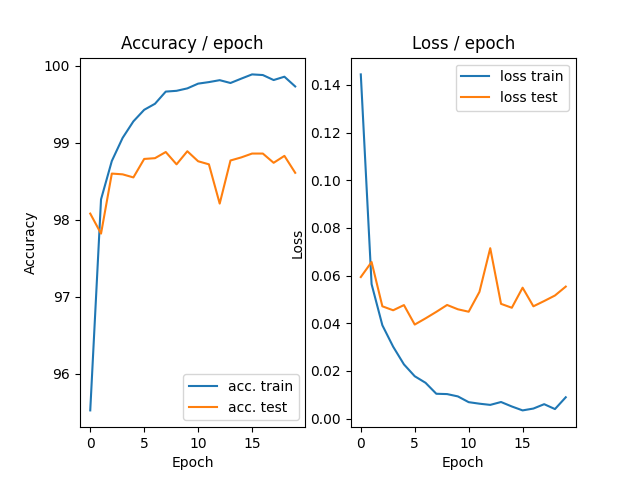 Accuracy / epoch
Accuracy
100
99
98
97
96
0 5 10 15
Epoch
acc. train
acc. test
Loss / epoch
Loss
0.14
0.12
0.10
0.08
0.06
0.04
0.02
0.00
0 5 10 15
Epoch
loss train
loss test